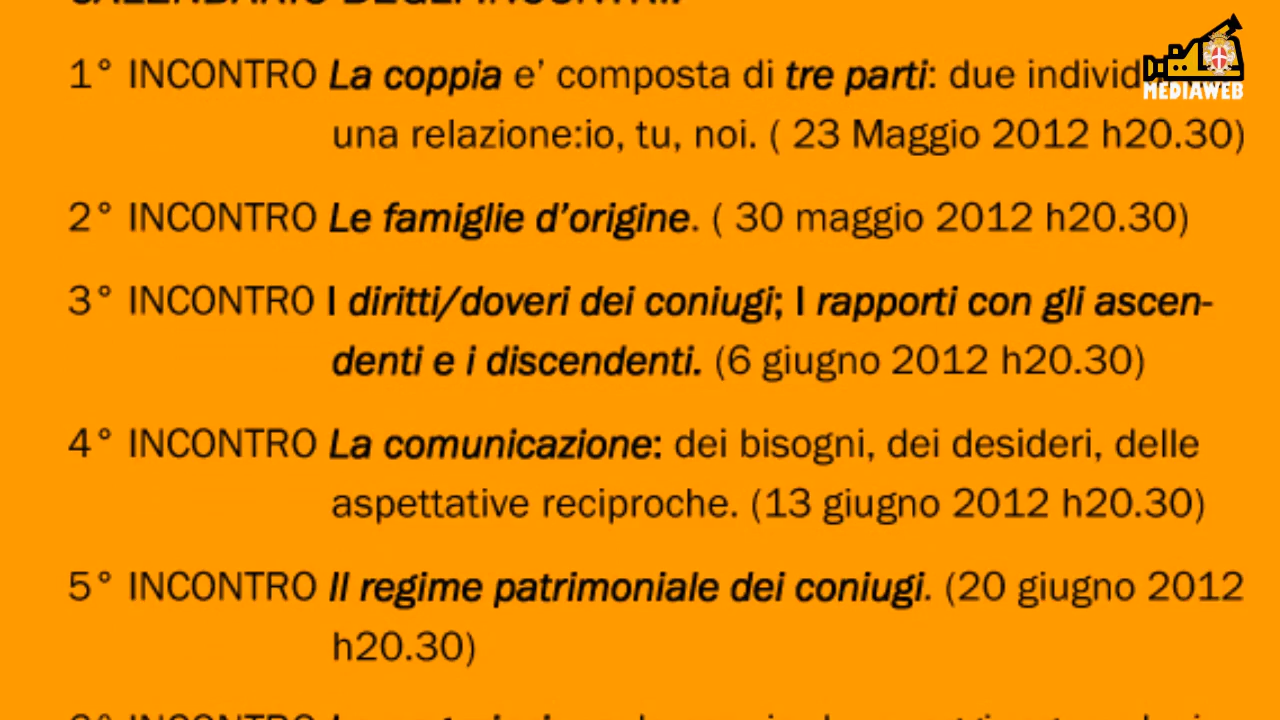 CALENDARIO DEGLI INCONTRI:
1° INCONTRO La coppia e’ composta di tre parti: due
MEDIAWEB
una relazione:io, tu, noi. ( 23 Maggio 2012 h20.30)
2° INCONTRO Le famiglie d’origine. ( 30 maggio 2012 h20.30)
3° INCONTRO I diritti/doveri dei coniugi; I rapporti con gli ascen-
denti e i discendenti. (6 giugno 2012 h20.30)
4° INCONTRO La comunicazione: dei bisogni, dei desideri, delle
aspettative reciproche. (13 giugno 2012 h20.30)
5° INCONTRO Il regime patrimoniale dei coniugi. (20 giugno 2012
h20.30)